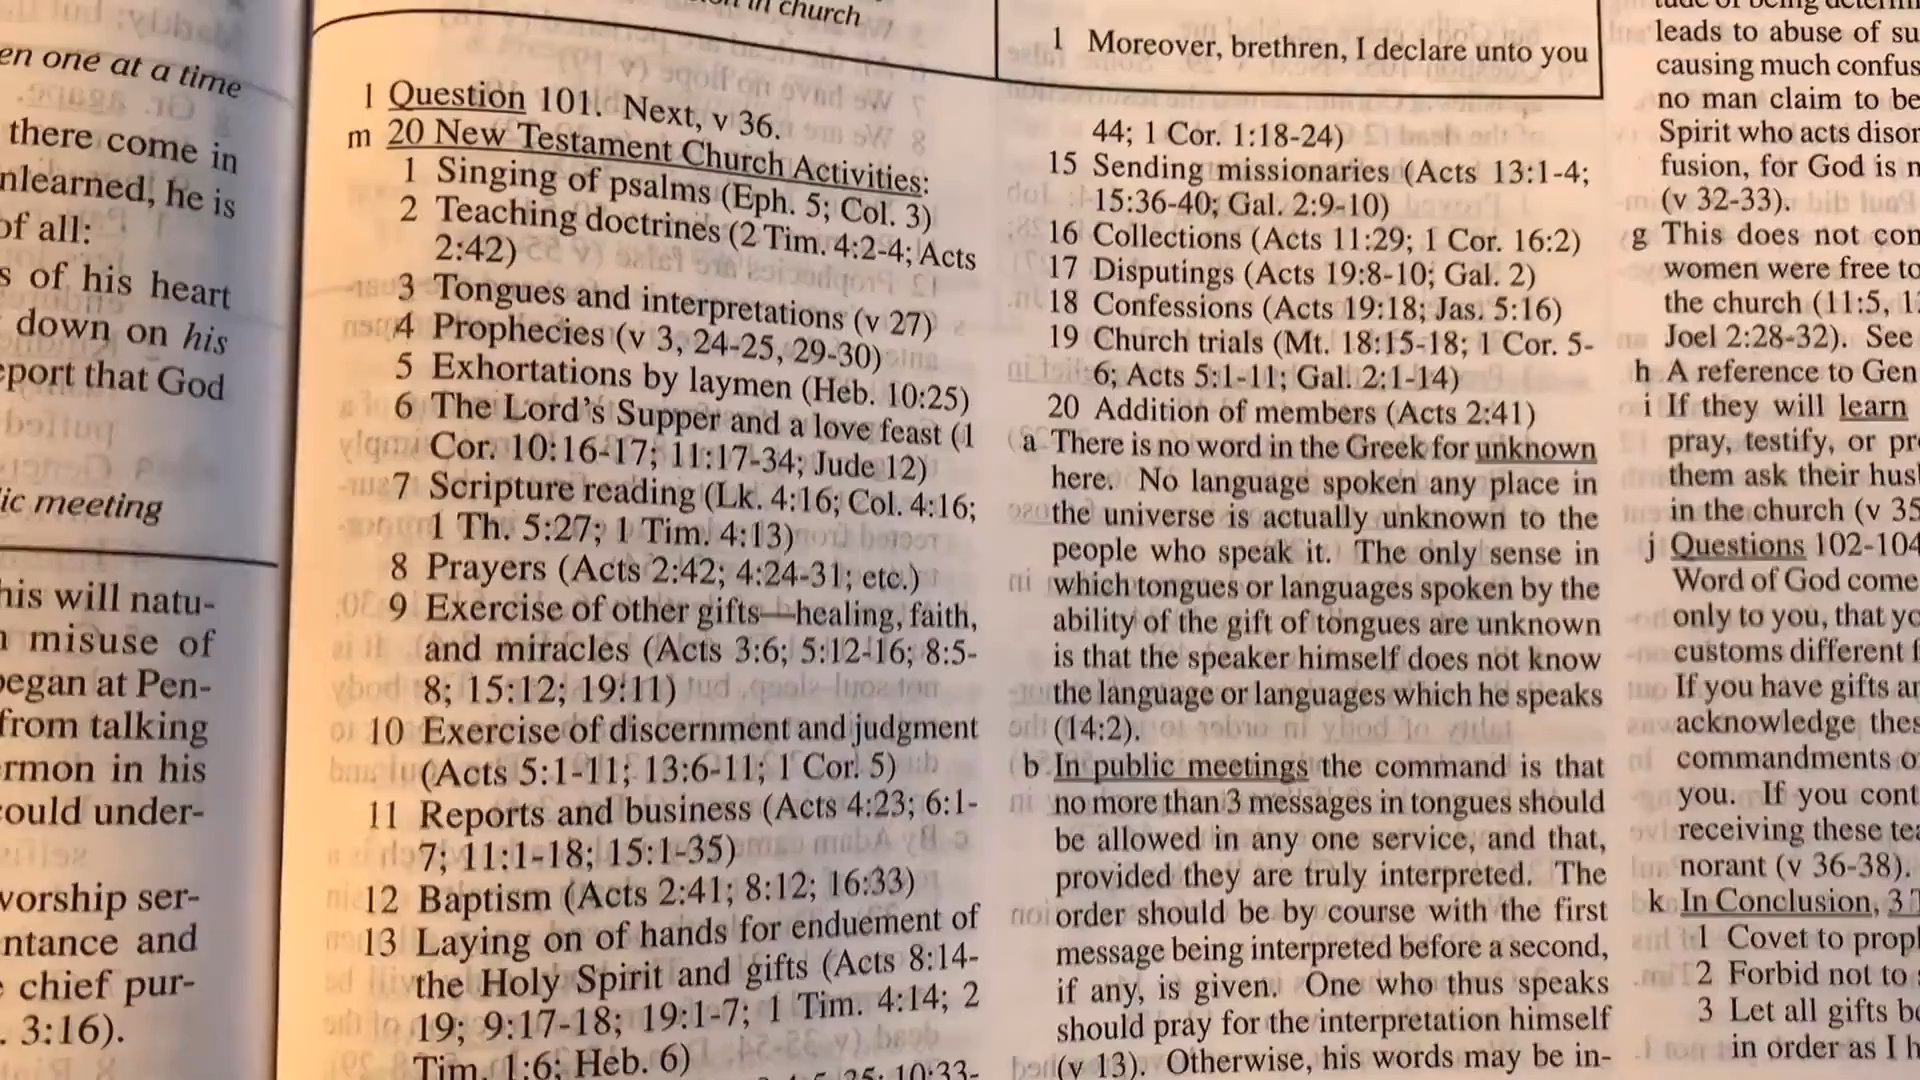 en one at a time
there come in
nlearned, he is
of all:
s of his heart
down on his
eport that God
ic meeting
his will natu-
misuse of
began at Pen-
from talking
ermon in his
could under-
worship ser-
ntance and
chief pur-
. 3:16).
in church
l Question 101. Next, v 36.
m 20 New Testament Church Activities:
1 Singing of psalms (Eph. 5; Col. 3)
2 Teaching doctrines (2 Tim. 4:2-4; Acts
2:42)
3 Tongues and interpretations (v 27)
4 Prophecies (v 3, 24-25, 29-30)
5 Exhortations by laymen (Heb. 10:25)
6 The Lord's Supper and a love feast (1
Cor. 10:16-17; 11:17-34; Jude 12)
7 Scripture reading (Lk. 4:16; Col. 4:16;
1 Th. 5:27; 1 Tim. 4:13)
8 Prayers (Acts 2:42; 4:24-31; etc.)
9 Exercise of other gifts—healing, faith,
and miracles (Acts 3:6; 5:12-16; 8:5-
8; 15:12; 19:11)
10 Exercise of discernment and judgment
(Acts 5:1-11; 13:6-11; 1 Cor. 5)
11 Reports and business (Acts 4:23; 6:1-
7; 11:1-18; 15:1-35)
12 Baptism (Acts 2:41; 8:12; 16:33)
13 Laying on of hands for enduement of
the Holy Spirit and gifts (Acts 8:14-
19; 9:17-18; 19:1-7; 1 Tim. 4:14; 2
Tim. 1:6; Heb. 6)
10:33-
1 Moreover, brethren, I declare unto you
44; 1 Cor. 1:18-24)
15 Sending missionaries (Acts 13:1-4;
15:36-40; Gal. 2:9-10)
16 Collections (Acts 11:29; 1 Cor. 16:2)
17 Disputings (Acts 19:8-10; Gal. 2)
18 Confessions (Acts 19:18; Jas. 5:16)
19 Church trials (Mt. 18:15-18; 1 Cor. 5-
6; Acts 5:1-11; Gal. 2:1-14)
20 Addition of members (Acts 2:41)
a There is no word in the Greek for unknown
here. No language spoken any place in
the universe is actually unknown to the
people who speak it. The only sense in
which tongues or languages spoken by the
ability of the gift of tongues are unknown
is that the speaker himself does not know
the language or languages which he speaks
(14:2).
b In public meetings the command is that
no more than 3 messages in tongues should
be allowed in any one service, and that,
provided they are truly interpreted. The
order should be by course with the first
message being interpreted before a second,
if any, is given. One who thus speaks
should pray for the interpretation himself
(v 13). Otherwise, his words may be in-
leads to abuse of su
causing much confus
no man claim to be
Spirit who acts disor
fusion, for God is n
(v 32-33).
g This does not con
women were free to
the church (11:5, 1
Joel 2:28-32). See
h A reference to Gen
i If they will learn
pray, testify, or pr
them ask their hus
in the church (v 35
j Questions 102-104
Word of God come
only to you, that yo
customs different f
If you have gifts an
acknowledge thes
commandments o
you. If you cont
receiving these tea
norant (v 36-38).
k In Conclusion, 3 T
1 Covet to proph
2 Forbid not to s
3 Let all gifts be
in order as I h